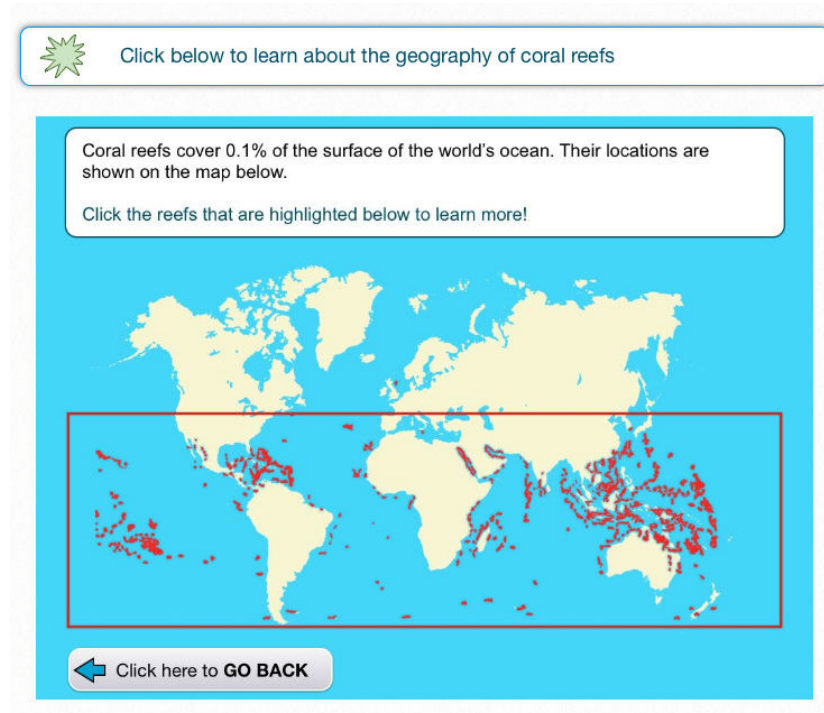 Click below to learn about the geography of coral reefs
Coral reefs cover 0.1% of the surface of the world's ocean. Their locations are
shown on the map below.
Click the reefs that are highlighted below to learn more!
Click here to GO BACK